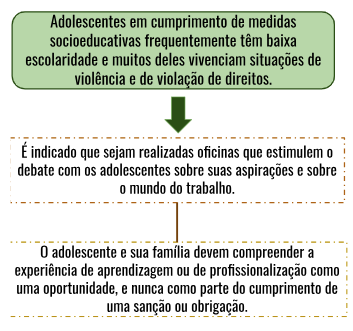 Adolescentes em cumprimento de medidas
socioeducativas frequentemente têm baixa
escolaridade e muitos deles vivenciam situações de
violência e de violação de direitos.
É indicado que sejam realizadas oficinas que estimulem o
debate com os adolescentes sobre suas aspirações e sobre
o mundo do trabalho.
O adolescente e sua família devem compreender a
experiência de aprendizagem ou de profissionalização como
uma oportunidade, e nunca como parte do cumprimento de
uma sanção ou obrigação.